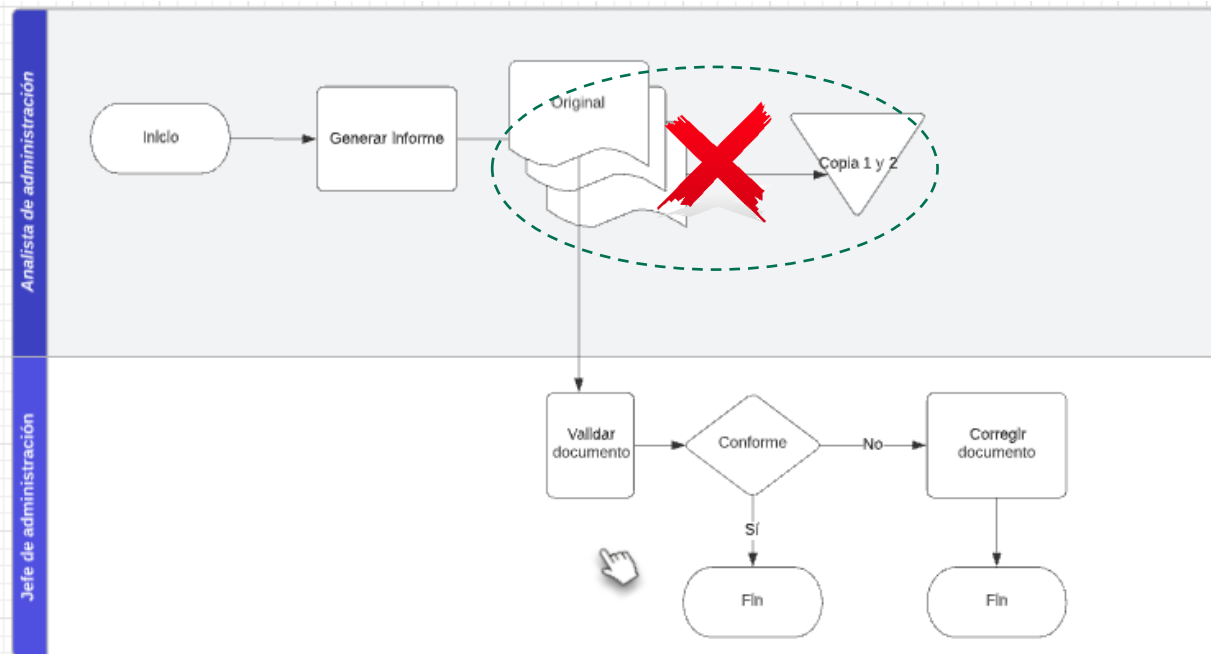 Analista de administración
Inicio
Generar Informe
Original
Copia 1 y 2
Jefe de administración
Validar
documento
Conforme
No
Corregir
documento
Sí
Fin
Fin